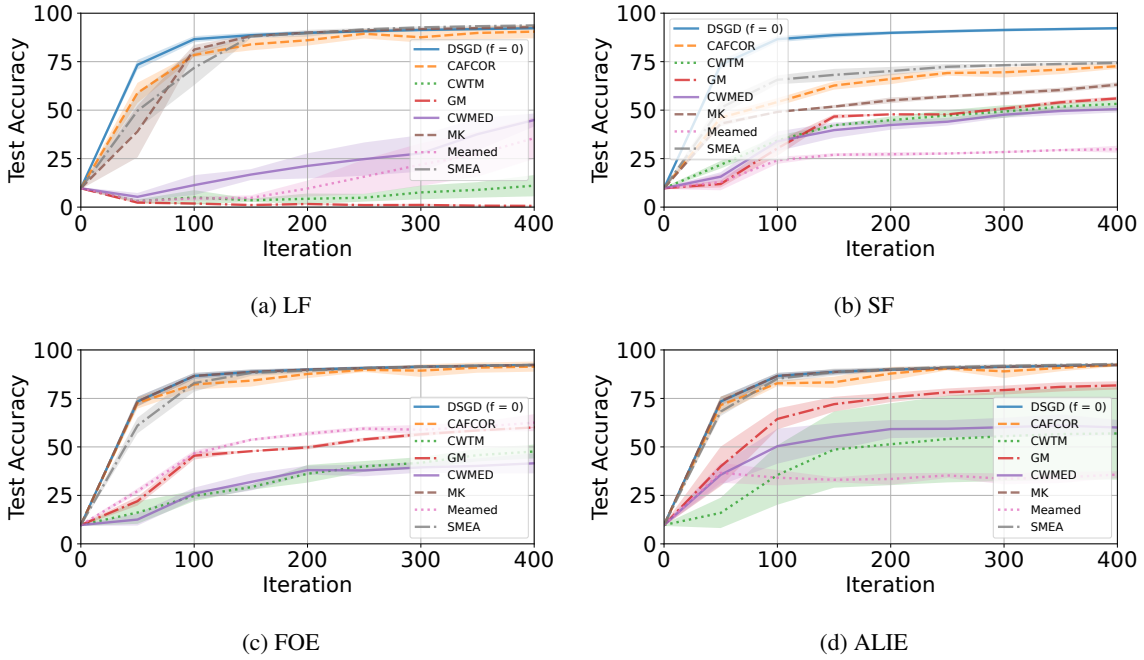 100
75
50
25
0
Test Accuracy
0 100 200 300 400
Iteration
DSGD (f = 0)
CAFCOR
CWTM
GM
CWMED
MK
Meamed
SMEA
(a) LF
100
75
50
25
0
Test Accuracy
0 100 200 300 400
Iteration
DSGD (f = 0)
CAFCOR
CWTM
GM
CWMED
MK
Meamed
SMEA
(b) SF
100
75
50
25
0
Test Accuracy
0 100 200 300 400
Iteration
DSGD (f = 0)
CAFCOR
CWTM
GM
CWMED
MK
Meamed
SMEA
(c) FOE
100
75
50
25
0
Test Accuracy
0 100 200 300 400
Iteration
DSGD (f = 0)
CAFCOR
CWTM
GM
CWMED
MK
Meamed
SMEA
(d) ALIE